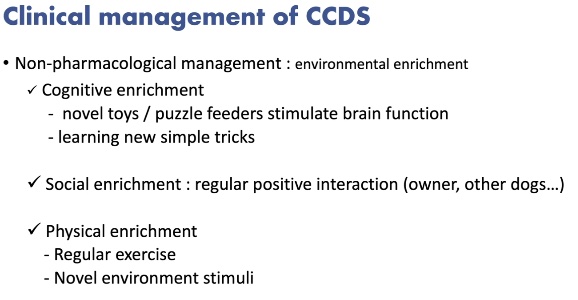 Clinical management of CCDS
• Non-pharmacological management : environmental enrichment
✓ Cognitive enrichment
- novel toys / puzzle feeders stimulate brain function
- learning new simple tricks
✓ Social enrichment : regular positive interaction (owner, other dogs...)
✓ Physical enrichment
- Regular exercise
- Novel environment stimuli